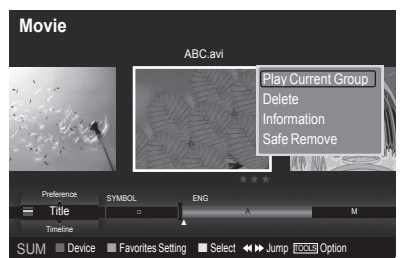 Movie
ABC.avi
Play Current Group
Delete
Information
Safe Remove
Preference
SYMBOL ENG
Title A M
Timeline
SUM Device Favorites Setting Select Jump TOOLS Option